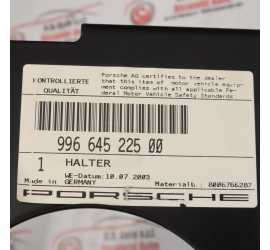 KONTROLLIERTE
QUALITÄT
Porsche AG certifies to the dealer
that this item of motor vehicle equip
ment complies with all applicable Fe-
deral Motor Vehicle Safety Standards
996 645 225 00
1 HALTER
WE-Datum:10.07.2003
Made in GERMANY
Materialb.: 8006766287
PORSCHE